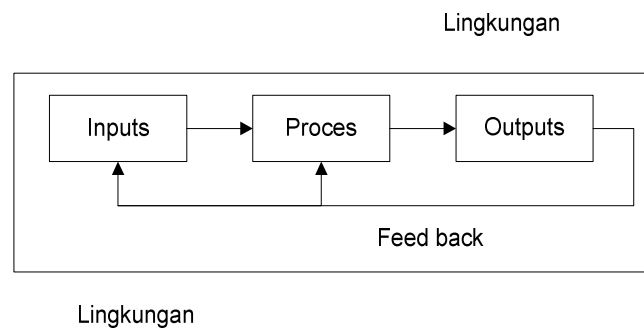 Lingkungan
Inputs
Proces
Outputs
Feed back
Lingkungan